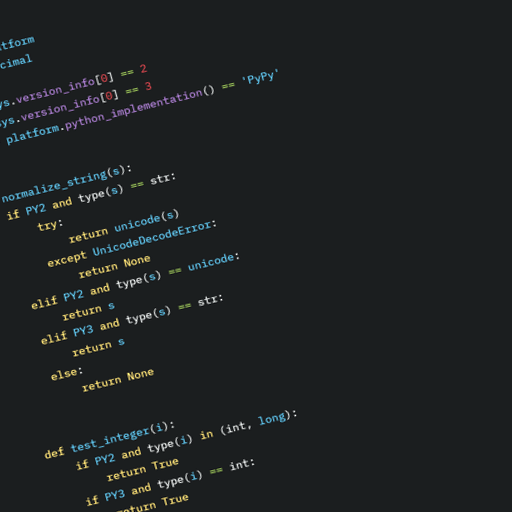 tform
cimal
ys.version_info[0] == 2
ys.version_info[0] == 3
platform.python_implementation() == 'PyPy'
normalize_string(s):
if PY2 and type(s) == str:
try:
return unicode(s)
except UnicodeDecodeError:
return None
elif PY2 and type(s) == unicode:
return s
elif PY3 and type(s) == str:
return s
else:
return None
def test_integer(i):
if PY2 and type(i) in (int, long):
return True
if PY3 and type(i) == int:
return True